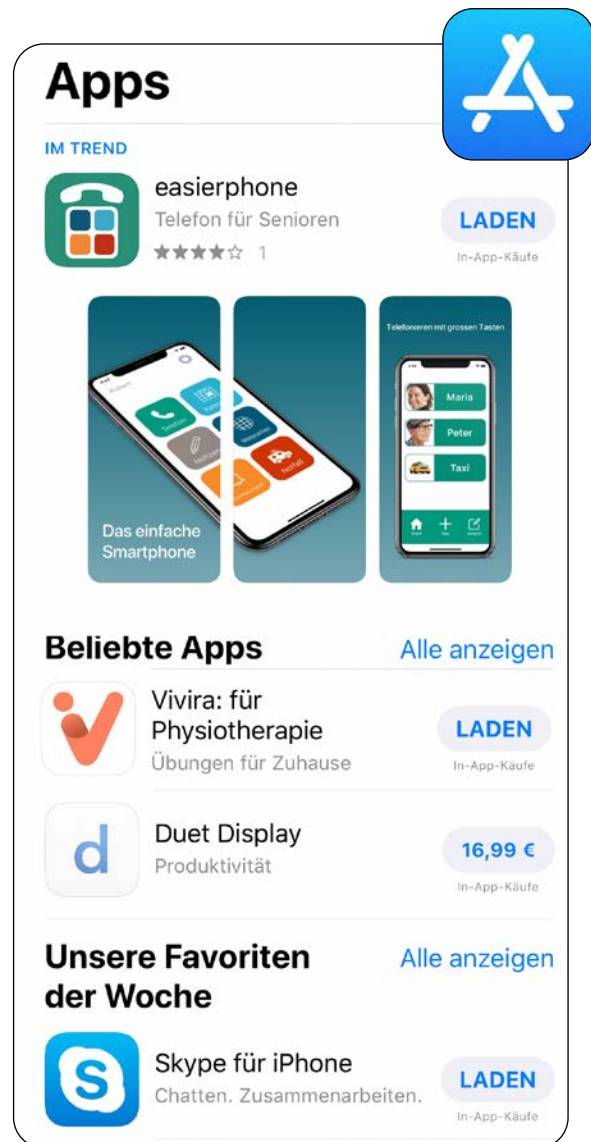 Apps
IM TREND
easierphone
Telefon für Senioren
1
LADEN
In-App-Käufe
Telefon
Notfall
Das einfache
Smartphone
Telefonieren mit grossen Tasten
Maria
Peter
Taxi
Beliebte Apps
Alle anzeigen
Vivira: für
Physiotherapie
Übungen für Zuhause
LADEN
In-App-Käufe
d
Duet Display
Produktivität
16,99 €
In-App-Käufe
Unsere Favoriten
der Woche
Alle anzeigen
S
Skype für iPhone
Chatten. Zusammenarbeiten.
LADEN
In-App-Käufe